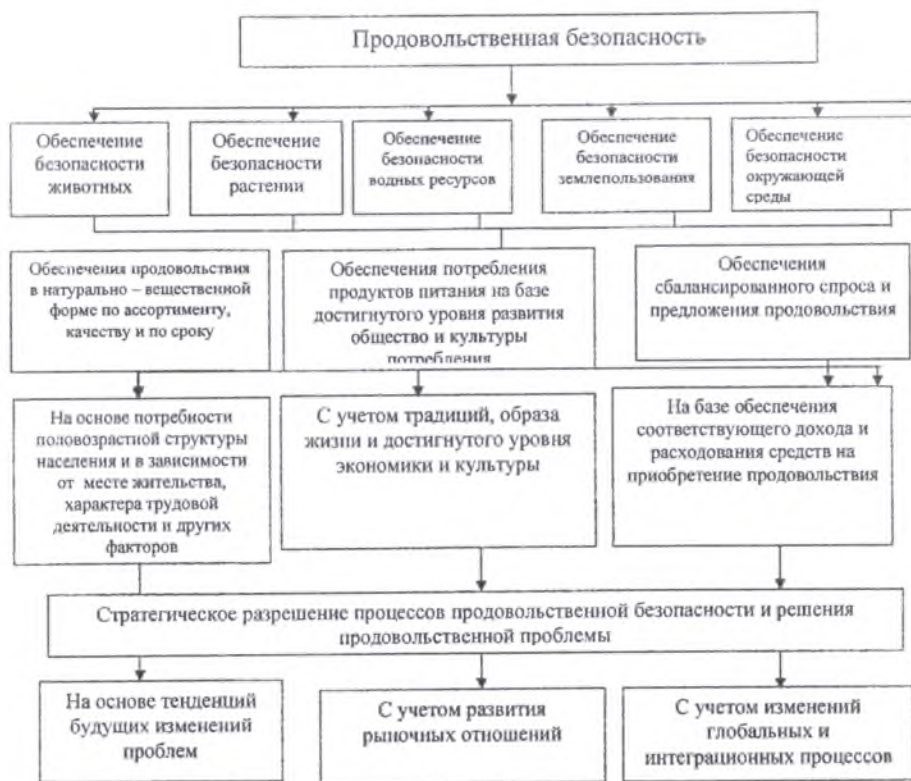 Продовольственная безопасность
Обеспечение
безопасности
животных
Обеспечение
безопасности
растении
Обеспечение
безопасности
водных ресурсов
Обеспечение
безопасности
землепользования
Обеспечение
безопасности
окружающей
среды
Обеспечения продовольствия
в натурально – вещественной
форме по ассортименту,
качеству и по сроку
Обеспечения потребления
продуктов питания на базе
достигнутого уровня развития
общество и культуры
потребления
Обеспечения
сбалансированного спроса и
предложения продовольствия
На основе потребности
половозрастной структуры
населения и в зависимости
от месте жительства,
характера трудовой
деятельности и других
факторов
С учетом традиций, образа
жизни и достигнутого уровня
экономики и культуры
На базе обеспечения
соответствующего дохода и
расходования средств на
приобретение продовольствия
Стратегическое разрешение процессов продовольственной безопасности и решения
продовольственной проблемы
На основе тенденций
будущих изменений
проблем
С учетом развития
рыночных отношений
С учетом изменений
глобальных и
интеграционных процессов